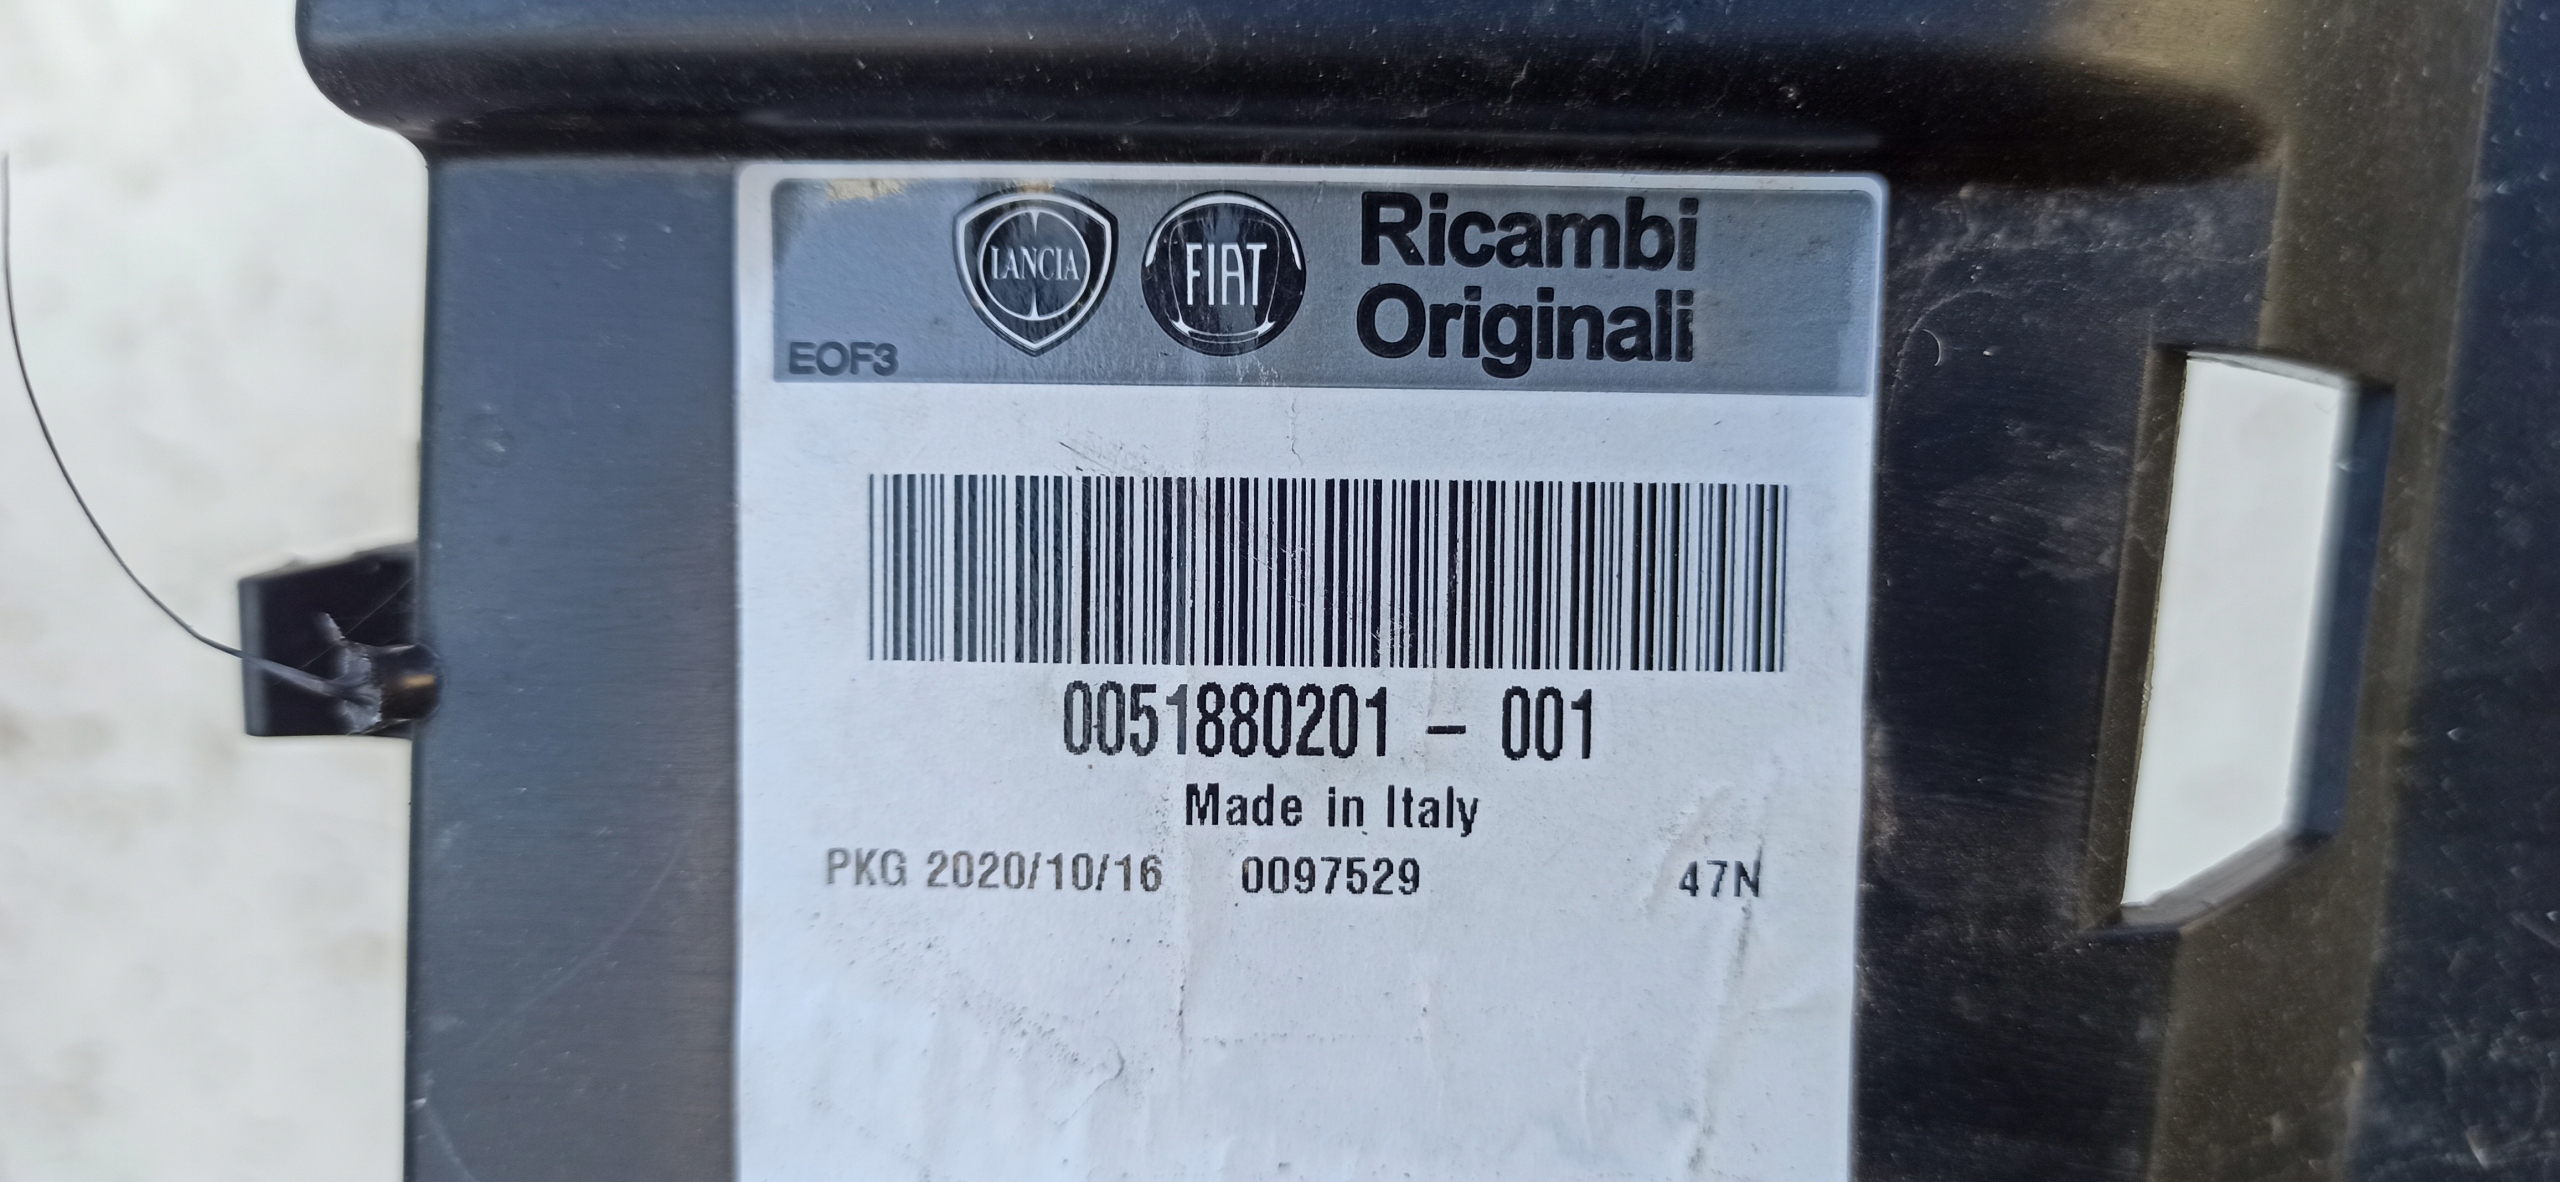 LANCIA FIAT Ricambi
Originali
EOF3
0051880201 - 001
Made in Italy
PKG 2020/10/16 0097529 47N